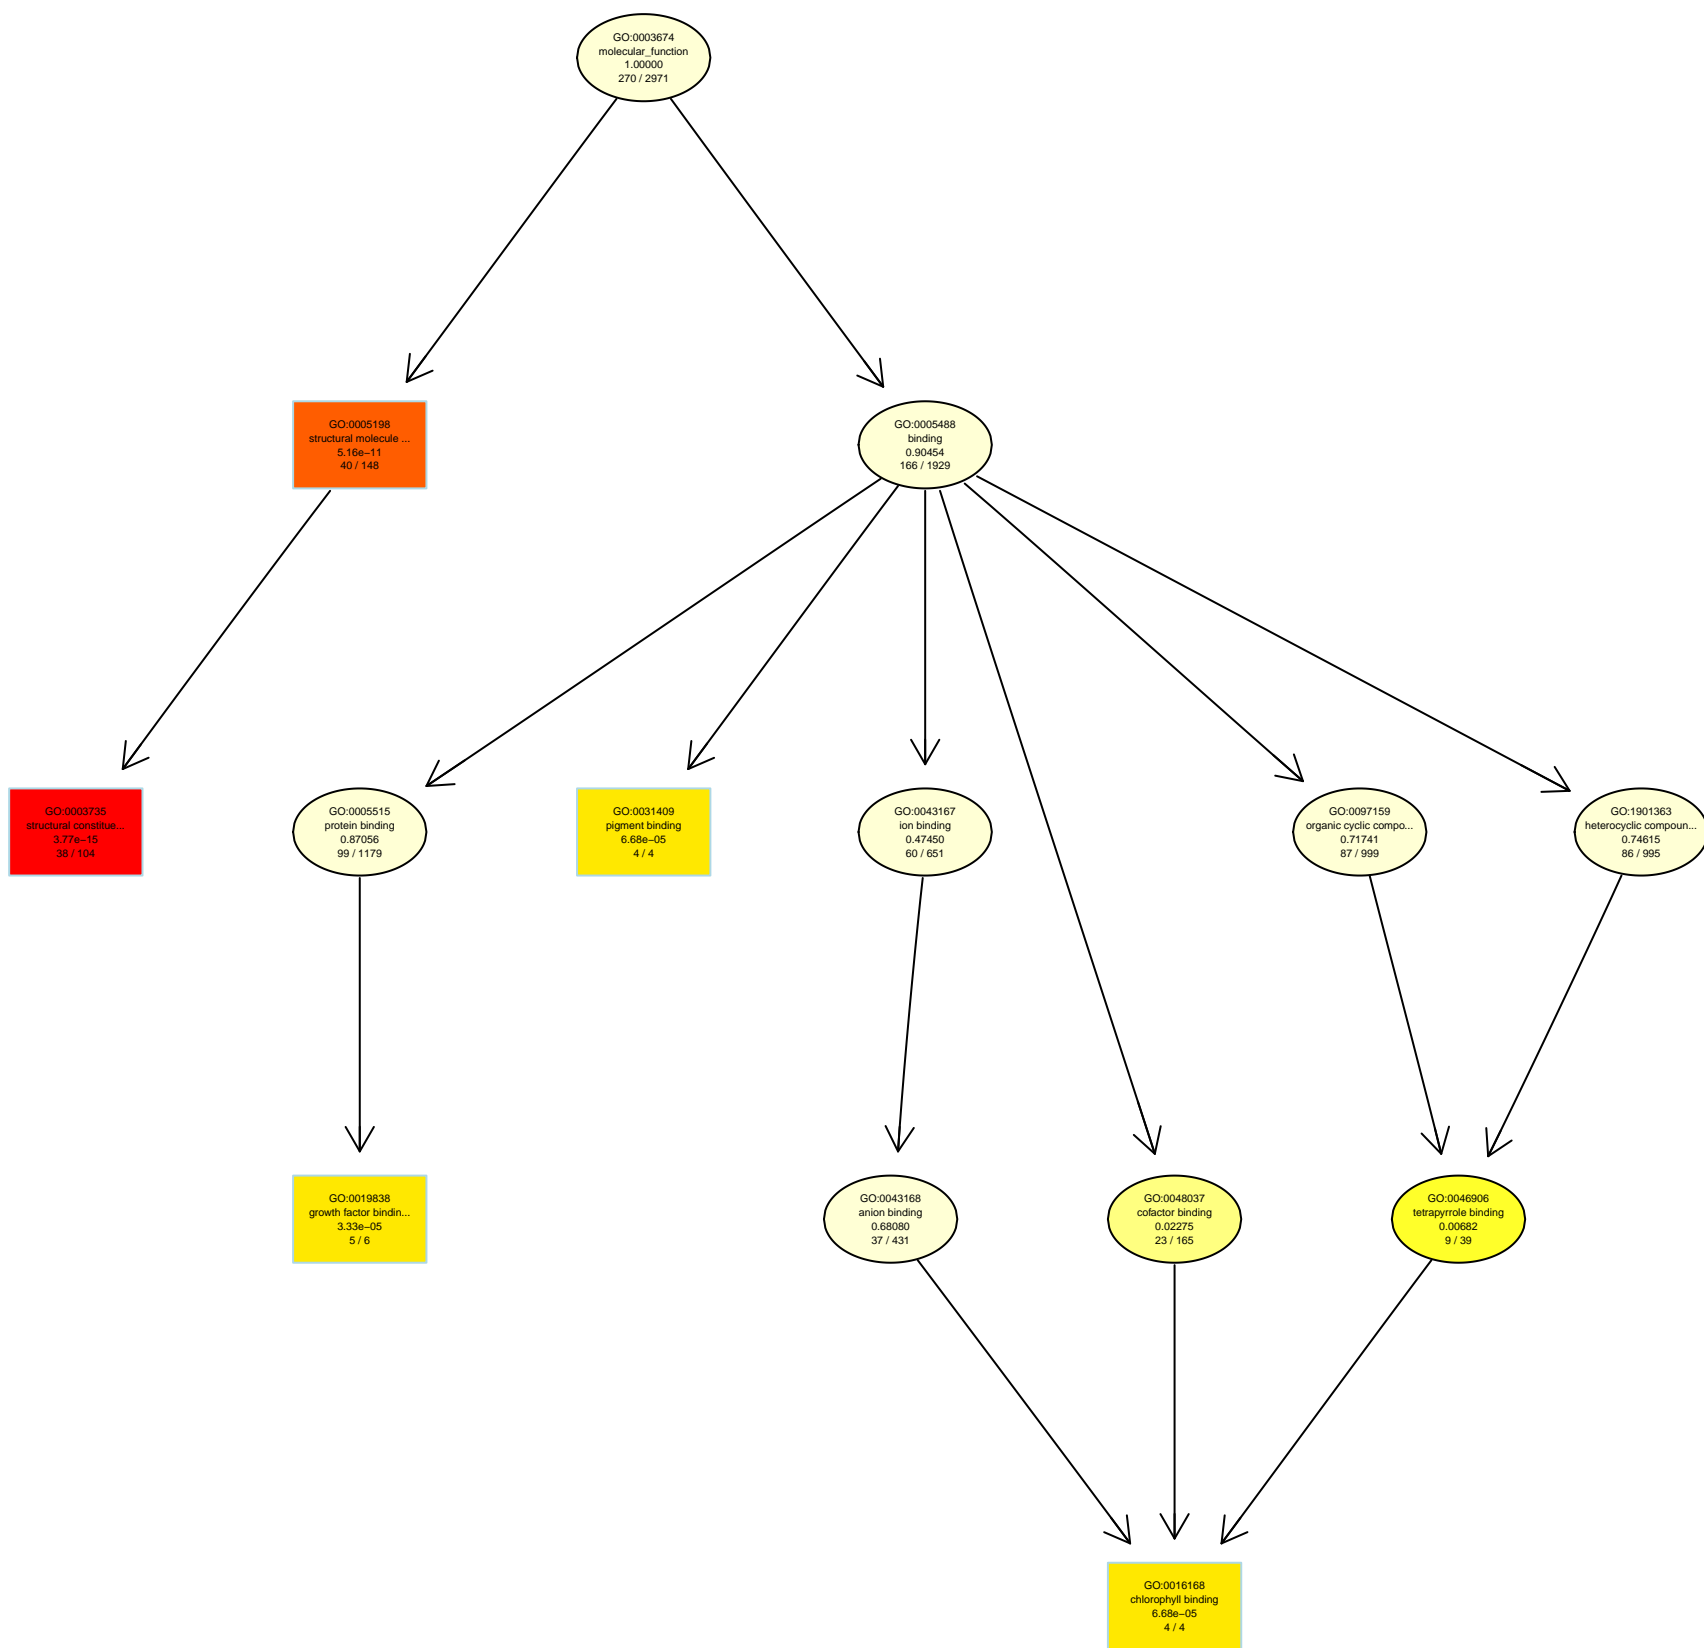 GO:0003674
molecular_function
1.00000
270 / 2971
GO:0005198
structural molecule ...
5.16e−11
40 / 148
GO:0005488
binding
0.90454
166 / 1929
GO:0003735
structural constitue...
3.77e−15
38 / 104
GO:0005515
protein binding
0.87056
99 / 1179
GO:0031409
pigment binding
6.68e−05
4 / 4
GO:0043167
ion binding
0.47450
60 / 651
GO:0097159
organic cyclic compo...
0.71741
87 / 999
GO:1901363
heterocyclic compoun...
0.74615
86 / 995
GO:0019838
growth factor bindin...
3.33e−05
5 / 6
GO:0043168
anion binding
0.68080
37 / 431
GO:0048037
cofactor binding
0.02275
23 / 165
GO:0046906
tetrapyrrole binding
0.00682
9 / 39
GO:0016168
chlorophyll binding
6.68e−05
4 / 4